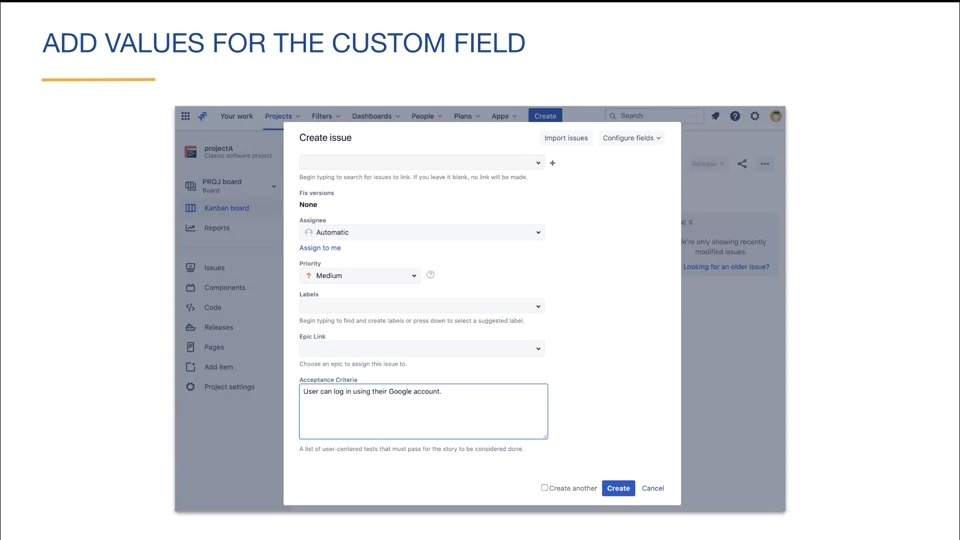 ADD VALUES FOR THE CUSTOM FIELD
Your work Projects Filters Dashboards People Plans Apps Create Search
projectA
Classic software project
PROJ board
Board
Kanban board
Reports
Issues
Components
Code
Releases
Pages
Add item
Project settings
Create issue
Import issues Configure fields
Begin typing to search for issues to link. If you leave it blank, no link will be made.
Fix versions
None
Assignee
Automatic
Assign to me
Priority
Medium
Labels
Begin typing to find and create labels or press down to select a suggested label.
Epic Link
Choose an epic to assign this issue to.
Acceptance Criteria
User can log in using their Google account.
A list of user-centered tests that must pass for the story to be considered done.
Create another Create Cancel
Release
only showing recently
modified issues.
Looking for an older issue?